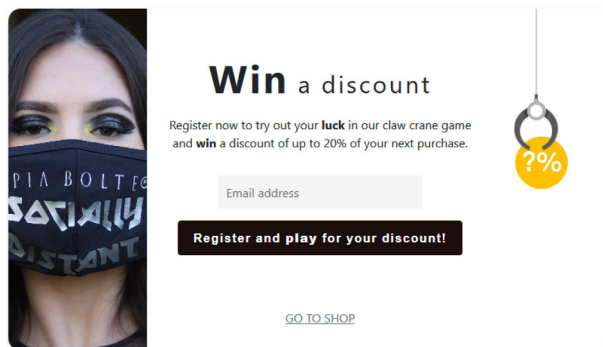 Win a discount
Register now to try out your luck in our claw crane game
and win a discount of up to 20% of your next purchase.
?%
Email address
Register and play for your discount!
GO TO SHOP
PIA BOLTE
SOCIALLY
DISTANT